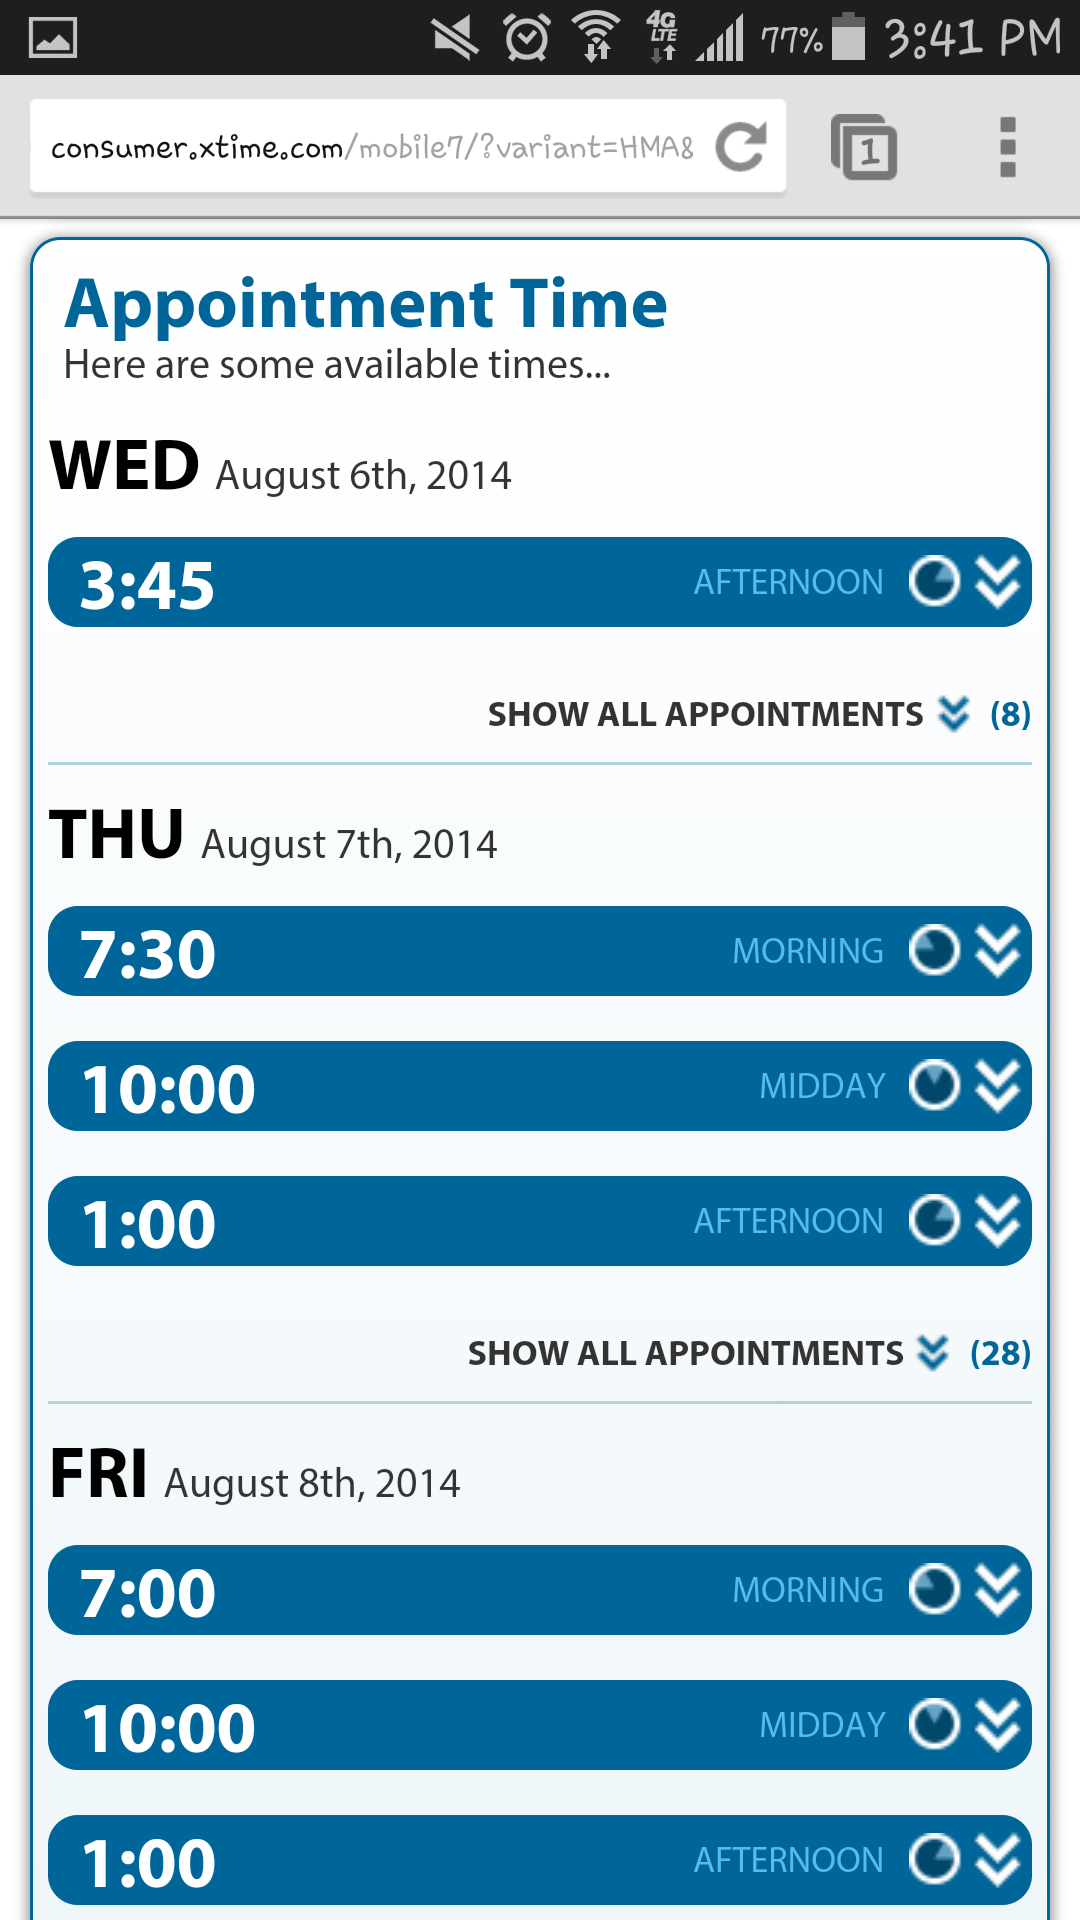 4G
LTE
77%
3:41 PM
consumer.xtime.com/mobile7/?variant=HMA&
1
Appointment Time
Here are some available times...
WED August 6th, 2014
3:45 AFTERNOON
SHOW ALL APPOINTMENTS (8)
THU August 7th, 2014
7:30 MORNING
10:00 MIDDAY
1:00 AFTERNOON
SHOW ALL APPOINTMENTS (28)
FRI August 8th, 2014
7:00 MORNING
10:00 MIDDAY
1:00 AFTERNOON